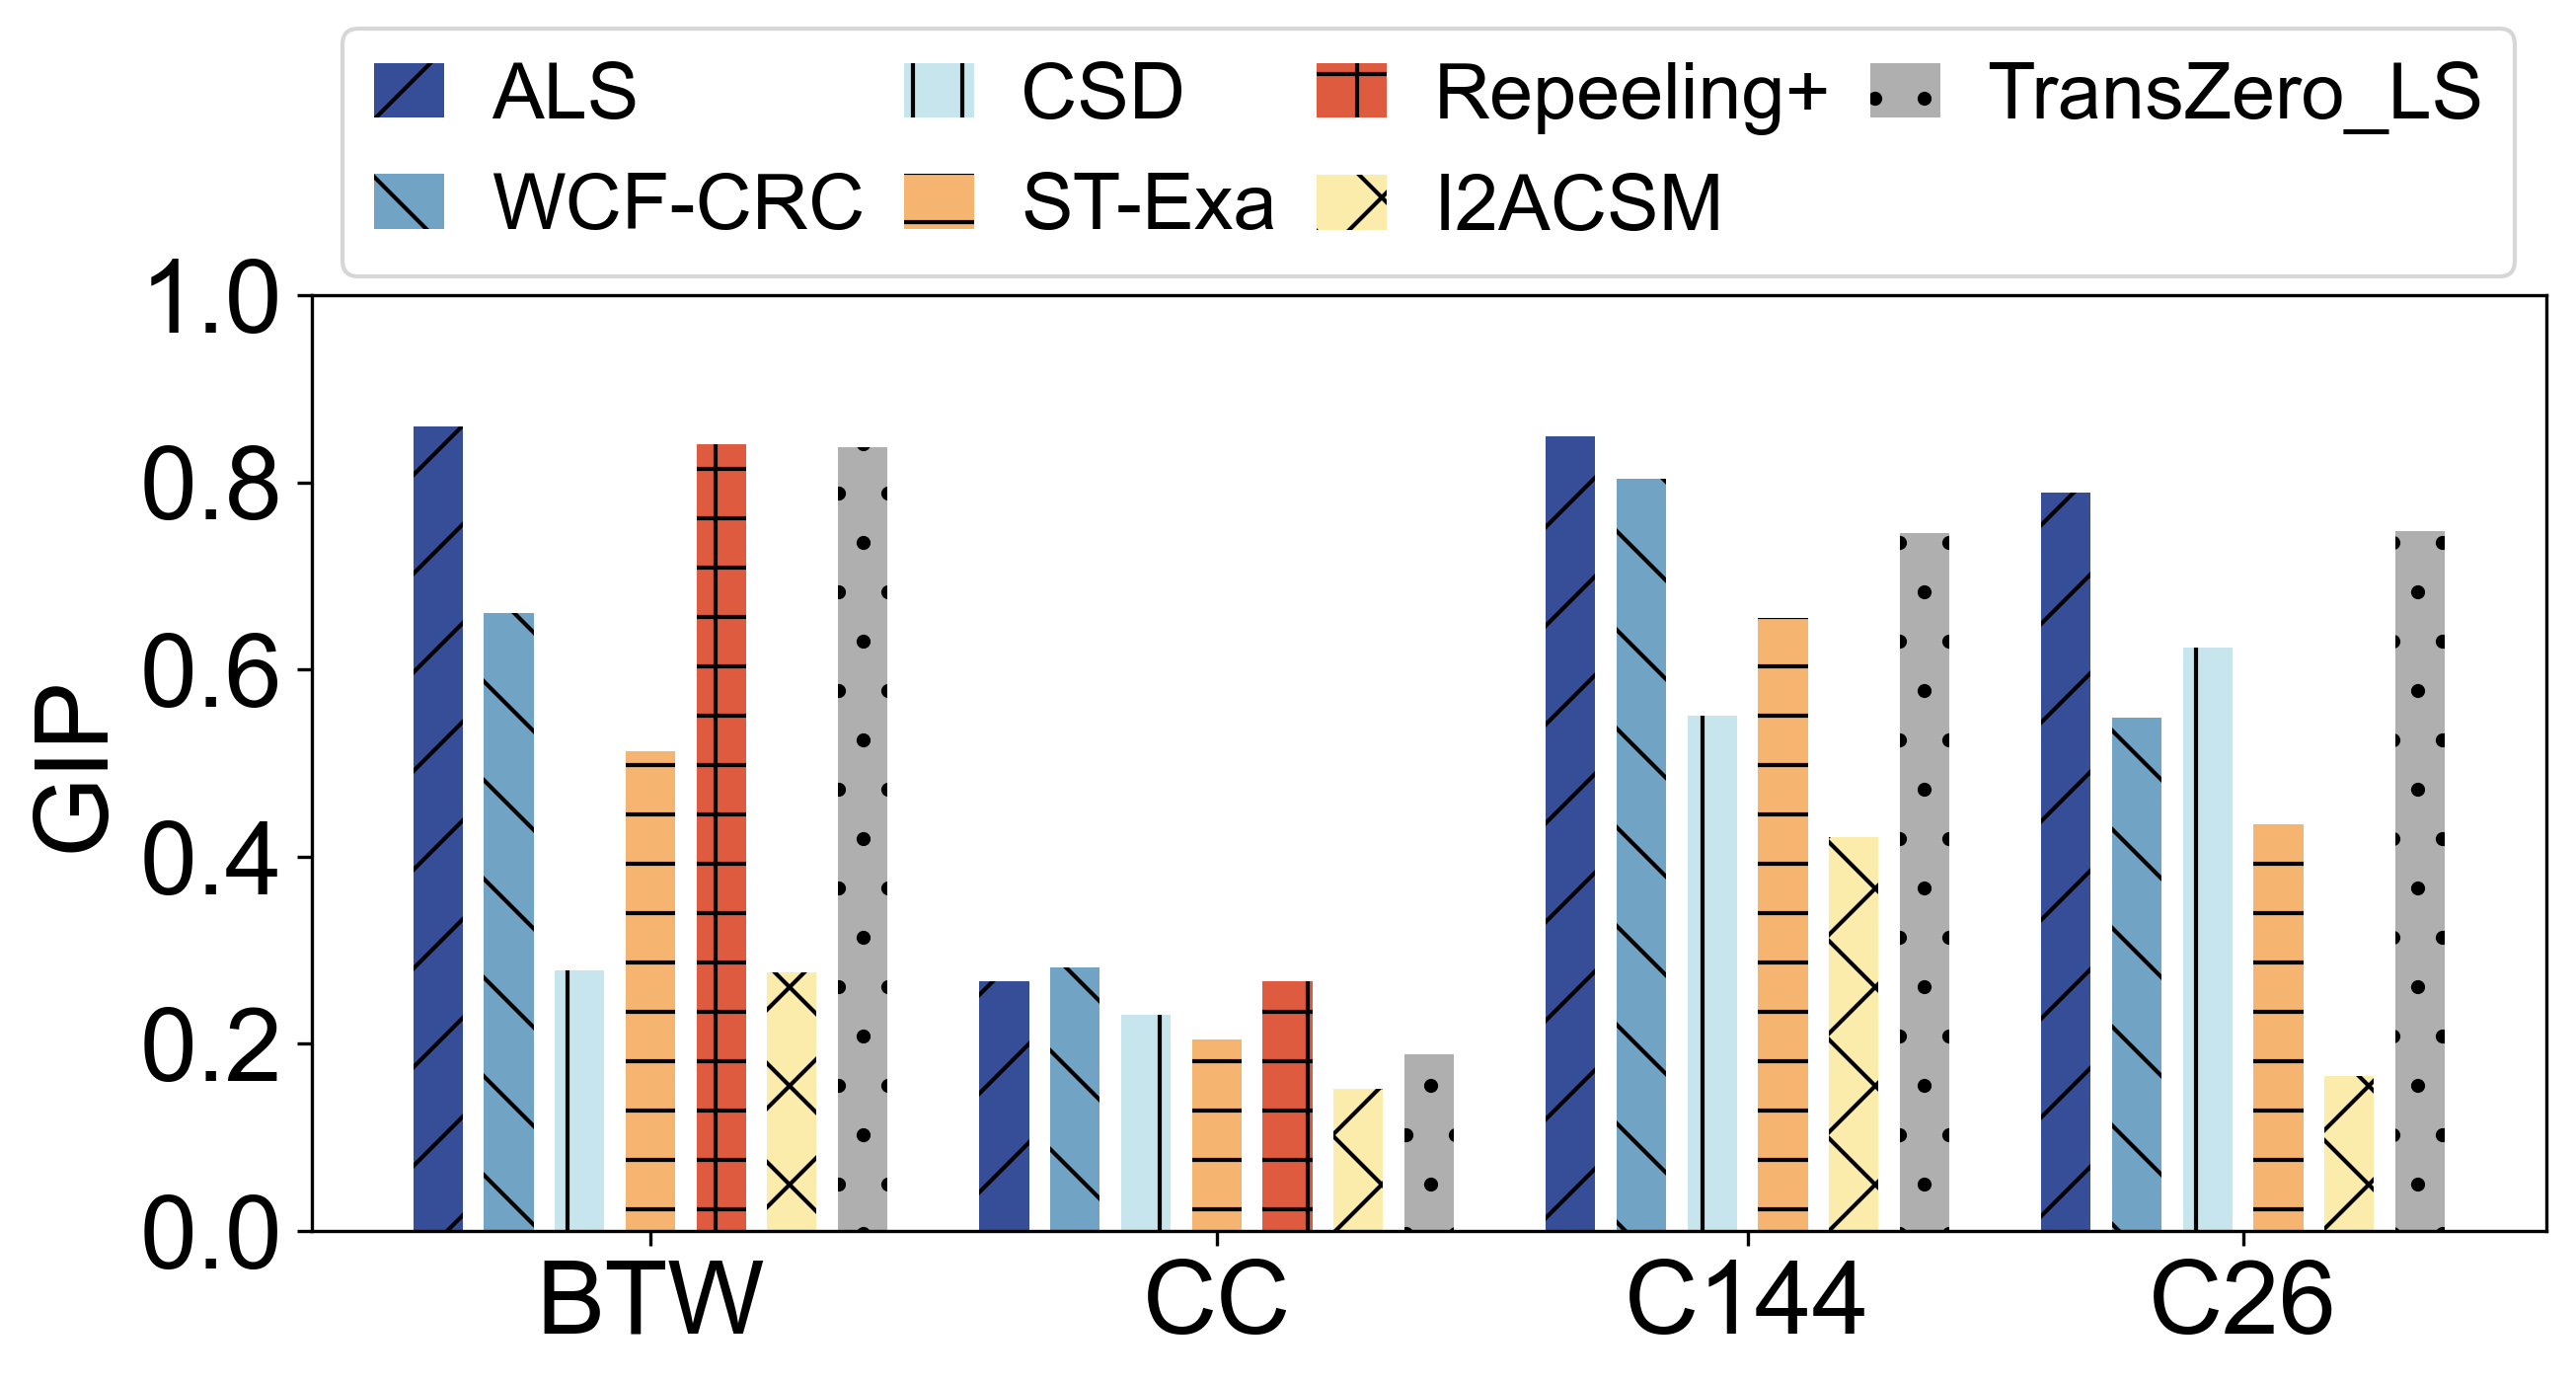 ALS CSD Repeeling+ TransZero_LS
WCF-CRC ST-Exa I2ACSM
1.0
0.8
0.6
0.4
0.2
0.0
GIP
BTW CC C144 C26